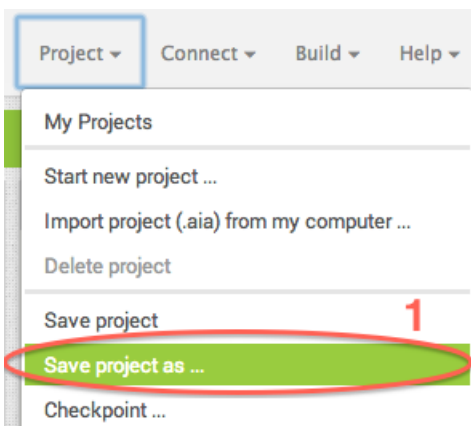 Project Connect Build Help
My Projects
Start new project ...
Import project (.aia) from my computer ...
Delete project
Save project
1
Save project as ...
Checkpoint ...